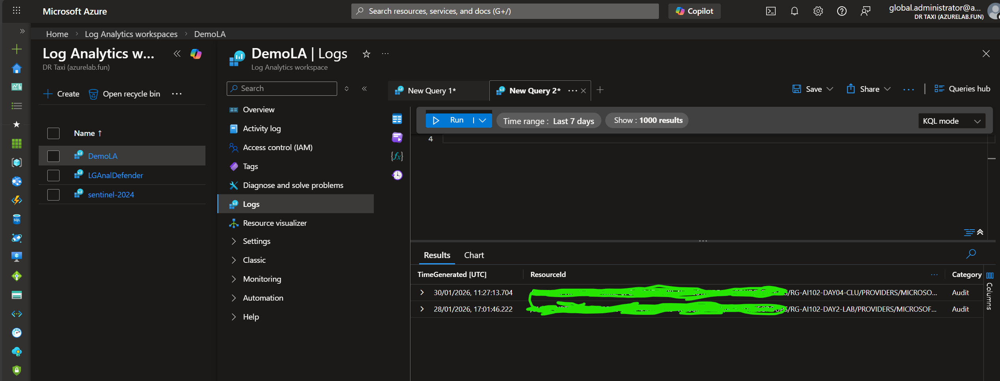 Microsoft Azure
Search resources, services, and docs (G+/)
Copilot
global.administrator@a...
DR TAXI (AZURELAB.FUN)
Home > Log Analytics workspaces > DemoLA
Log Analytics w...
DR Taxi (azurelab.fun)
Create
Open recycle bin
Name ↑
DemoLA
LGAnalDefender
sentinel-2024
DemoLA | Logs
Log Analytics workspace
Search
Overview
Activity log
Access control (IAM)
Tags
Diagnose and solve problems
Logs
Resource visualizer
Settings
Classic
Monitoring
Automation
Help
New Query 1*
New Query 2*
Save
Share
Queries hub
Run
Time range : Last 7 days
Show : 1000 results
KQL mode
4
Results
Chart
TimeGenerated [UTC]
ResourceId
Category
30/01/2026, 11:27:13.704
/RG-AI102-DAY04-CLU/PROVIDERS/MICROSO...
Audit
28/01/2026, 17:01:46.222
/RG-AI102-DAY2-LAB/PROVIDERS/MICROSOF...
Audit
Columns